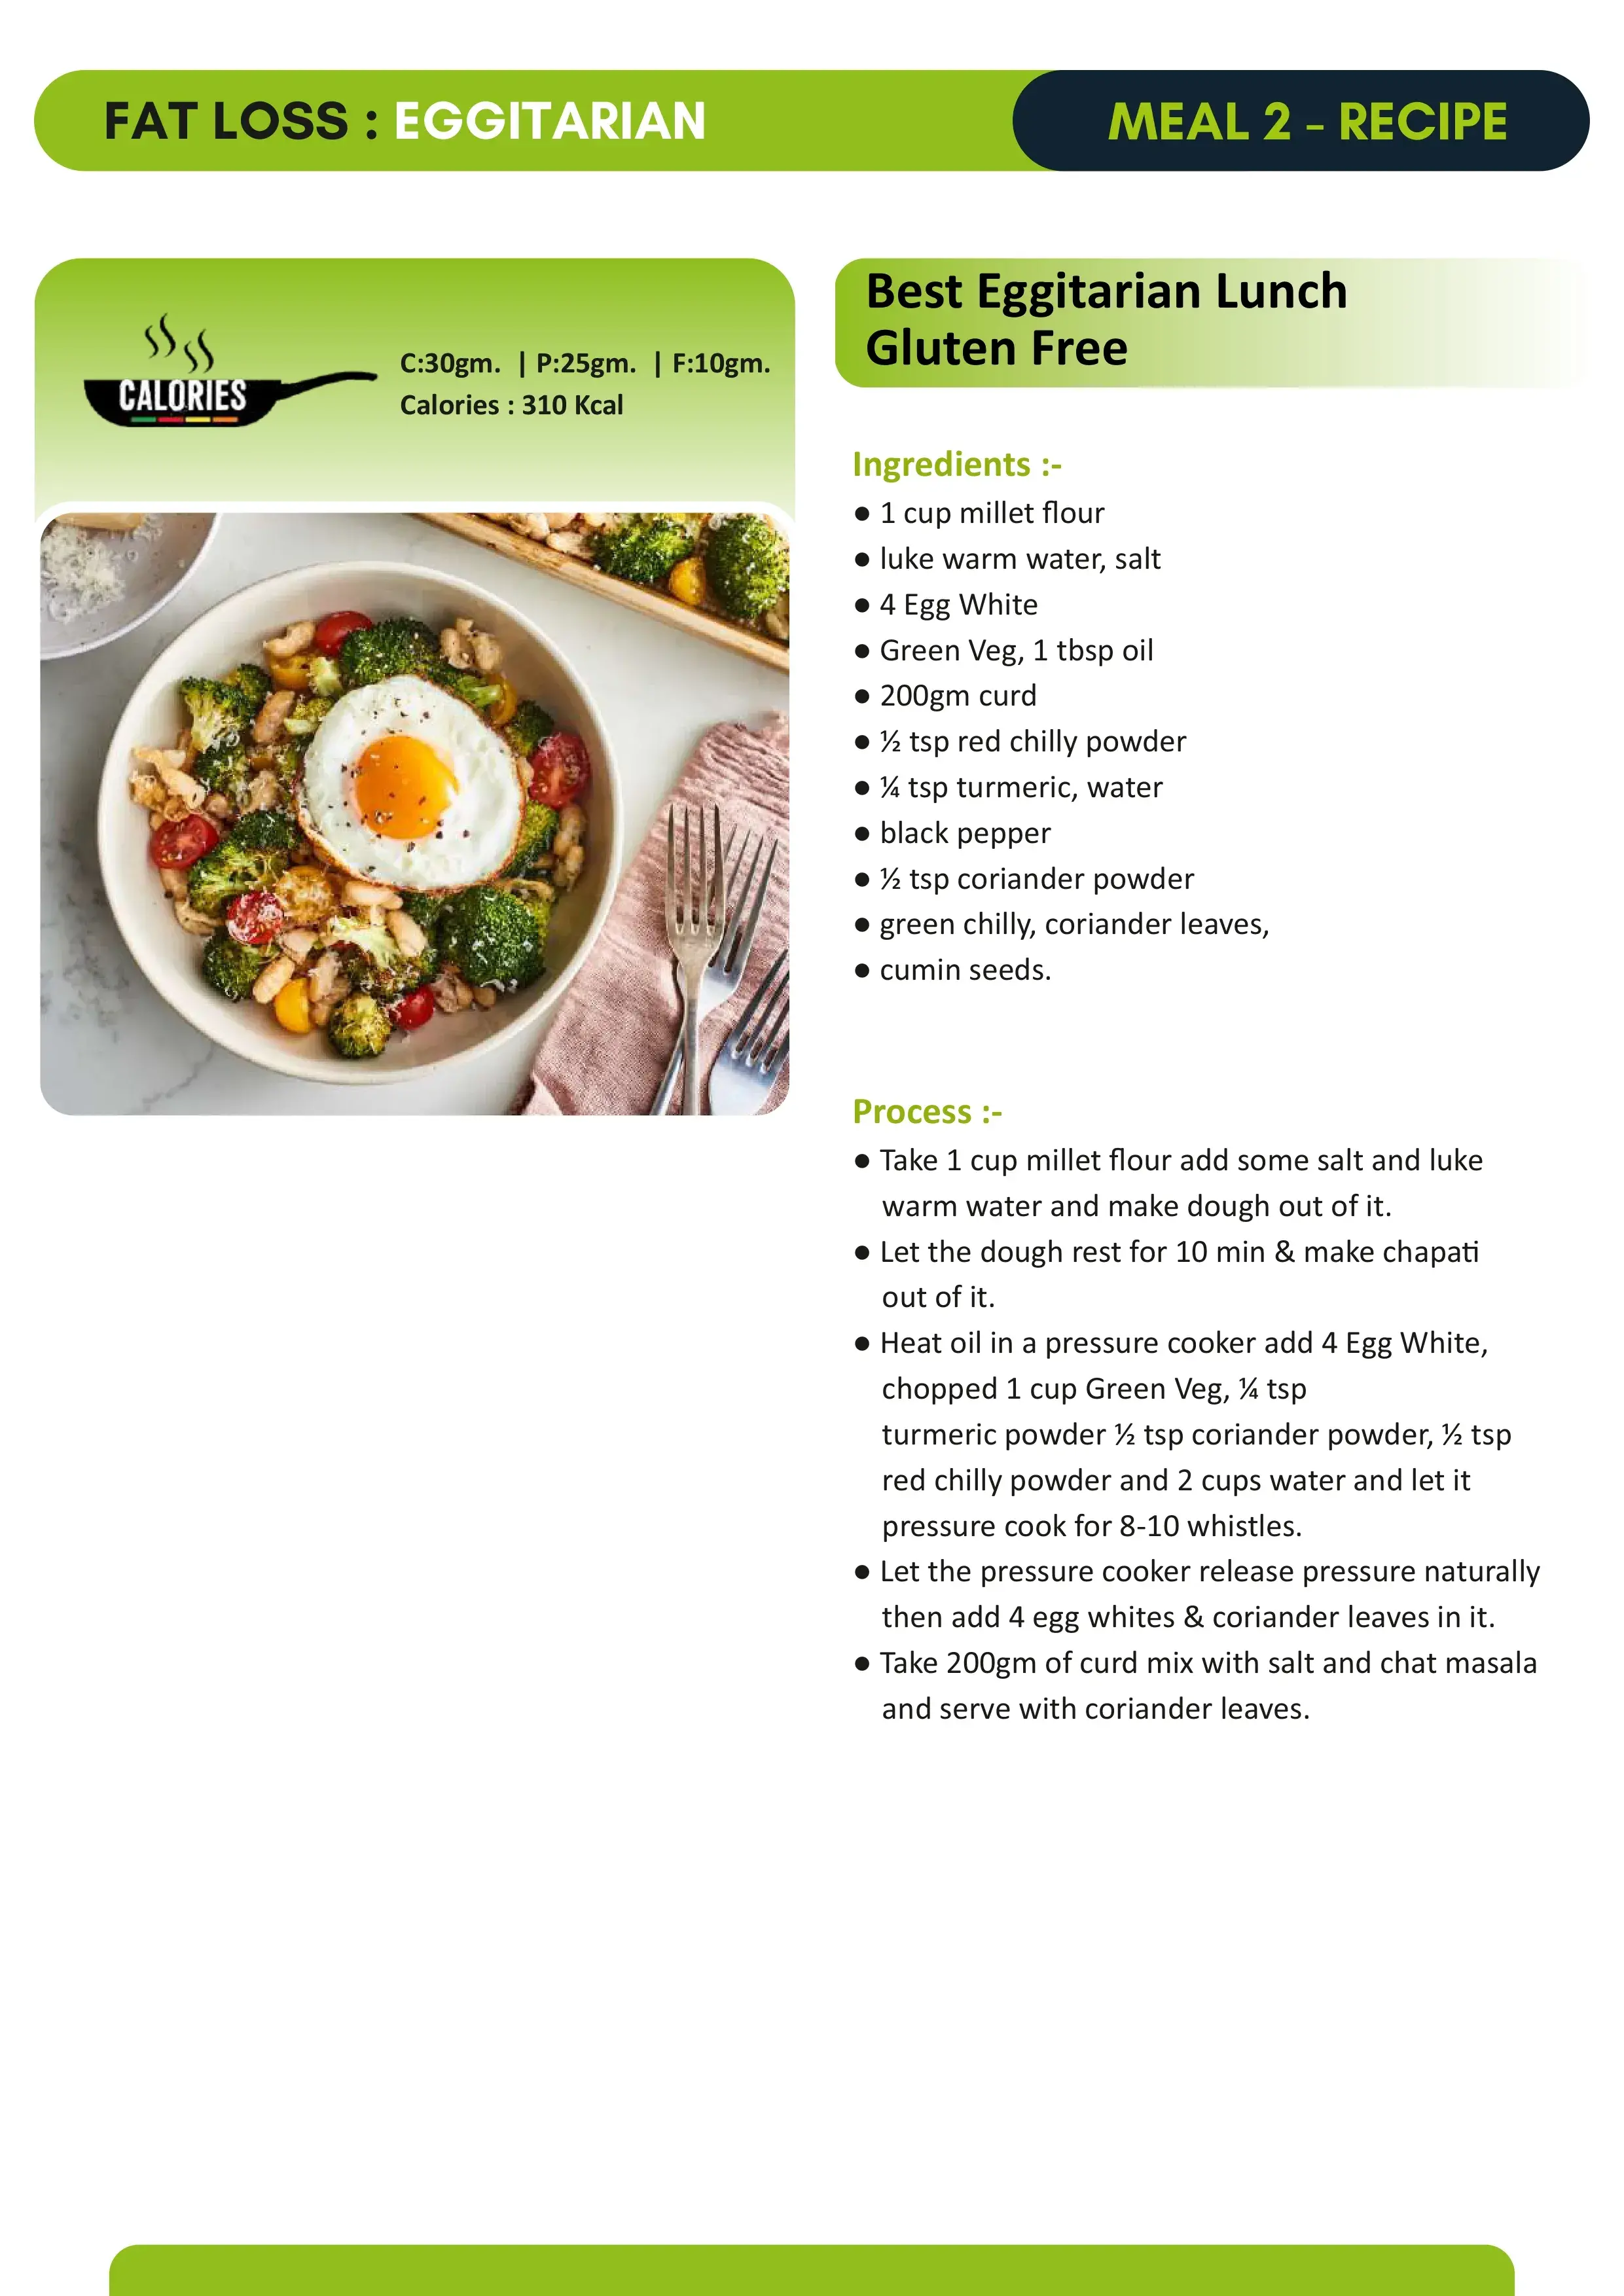 FAT LOSS : EGGITARIAN
MEAL 2 - RECIPE
CALORIES
C:30gm. | P:25gm. | F:10gm.
Calories : 310 Kcal
Best Eggitarian Lunch
Gluten Free
Ingredients :-
● 1 cup millet flour
● luke warm water, salt
● 4 Egg White
● Green Veg, 1 tbsp oil
● 200gm curd
● ½ tsp red chilly powder
● ¼ tsp turmeric, water
● black pepper
● ½ tsp coriander powder
● green chilly, coriander leaves,
● cumin seeds.
Process :-
● Take 1 cup millet flour add some salt and luke
warm water and make dough out of it.
● Let the dough rest for 10 min & make chapati
out of it.
● Heat oil in a pressure cooker add 4 Egg White,
chopped 1 cup Green Veg, ¼ tsp
turmeric powder ½ tsp coriander powder, ½ tsp
red chilly powder and 2 cups water and let it
pressure cook for 8-10 whistles.
● Let the pressure cooker release pressure naturally
then add 4 egg whites & coriander leaves in it.
● Take 200gm of curd mix with salt and chat masala
and serve with coriander leaves.